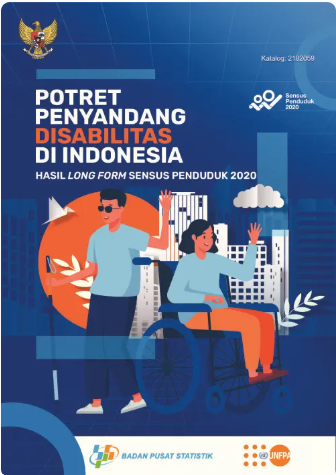 Katalog: 2102059
Sensus
Penduduk
2020
POTRET
PENYANDANG
DISABILITAS
DI INDONESIA
HASIL LONG FORM SENSUS PENDUDUK 2020
BADAN PUSAT STATISTIK
UNFPA